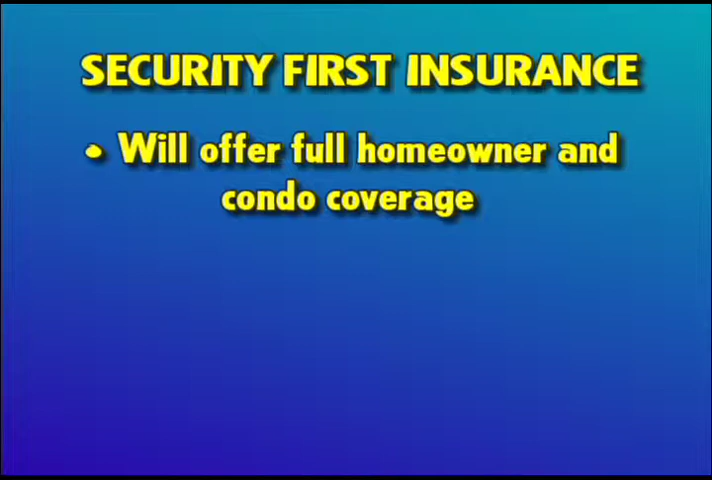 SECURITY FIRST INSURANCE
• Will offer full homeowner and
condo coverage